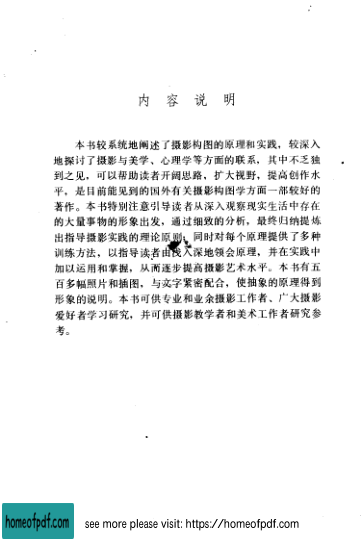 内容说明
本书较系统地阐述了摄影构图的原理和实践，较深入
地探讨了摄影与美学、心理学等方面的联系，其中不乏独
到之见，可以帮助读者开阔思路，扩大视野，提高创作水
平。是目前能见到的国外有关摄影构图学方面一部较好的
著作。本书特别注意引导读者从深入观察现实生活中存在
的大量事物的形象出发，通过细致的分析，最终归纳提炼
出指导摄影实践的理论原则；同时对每个原理提供了多种
训练方法，以指导读者由浅入深地领会原理，并在实践中
加以运用和掌握，从而逐步提高摄影艺术水平。本书有五
百多幅照片和插图，与文字紧密配合，使抽象的原理得到
形象的说明。本书可供专业和业余摄影工作者、广大摄影
爱好者学习研究，并可供摄影教学者和美术工作者研究参
考。
homeofpdf.com
see more please visit: https://homeofpdf.com